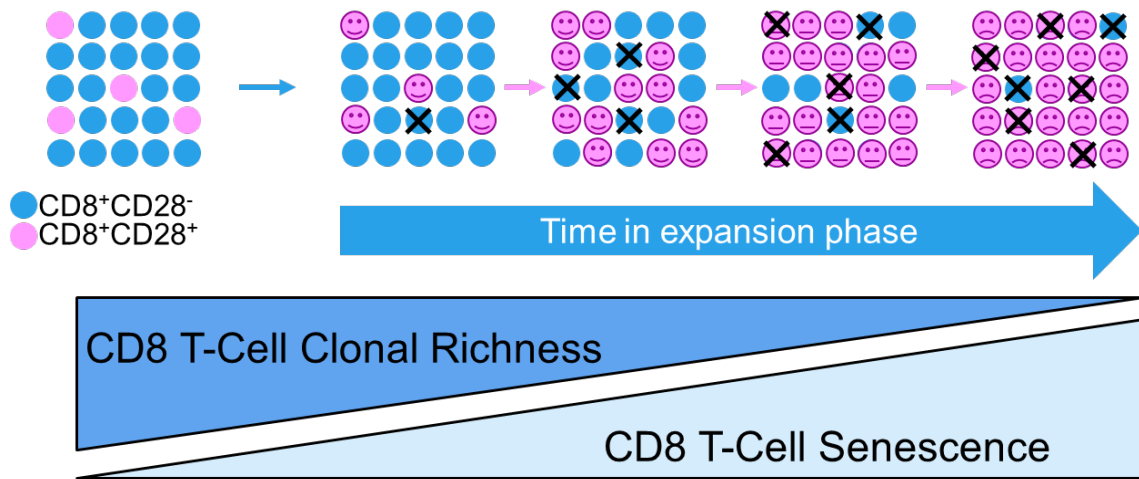 CD8⁺CD28⁻
CD8⁺CD28⁺
Time in expansion phase
CD8 T-Cell Clonal Richness
CD8 T-Cell Senescence